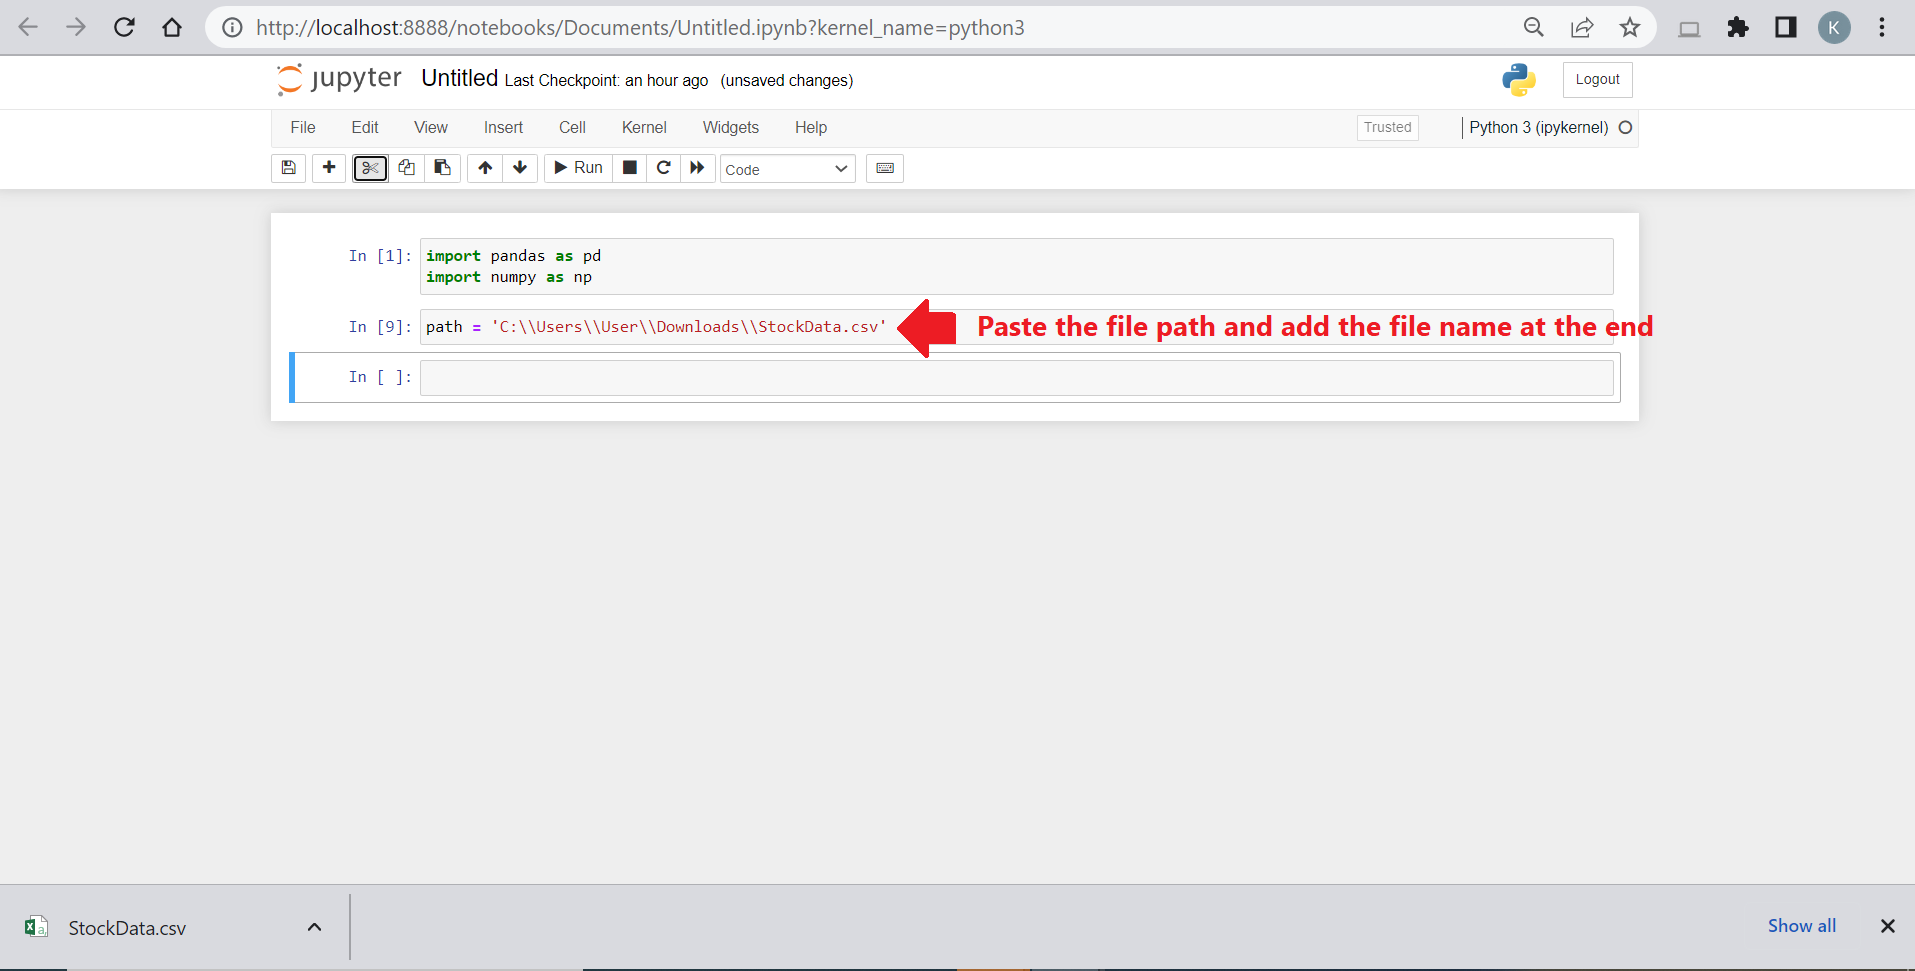 http://localhost:8888/notebooks/Documents/Untitled.ipynb?kernel_name=python3
K
jupyter Untitled Last Checkpoint: an hour ago (unsaved changes)
Logout
File Edit View Insert Cell Kernel Widgets Help
Trusted
Python 3 (ipykernel)
Run
Code
In [1]: import pandas as pd
import numpy as np
In [9]: path = 'C:\\Users\\User\\Downloads\\StockData.csv'
Paste the file path and add the file name at the end
In [ ]:
StockData.csv
Show all